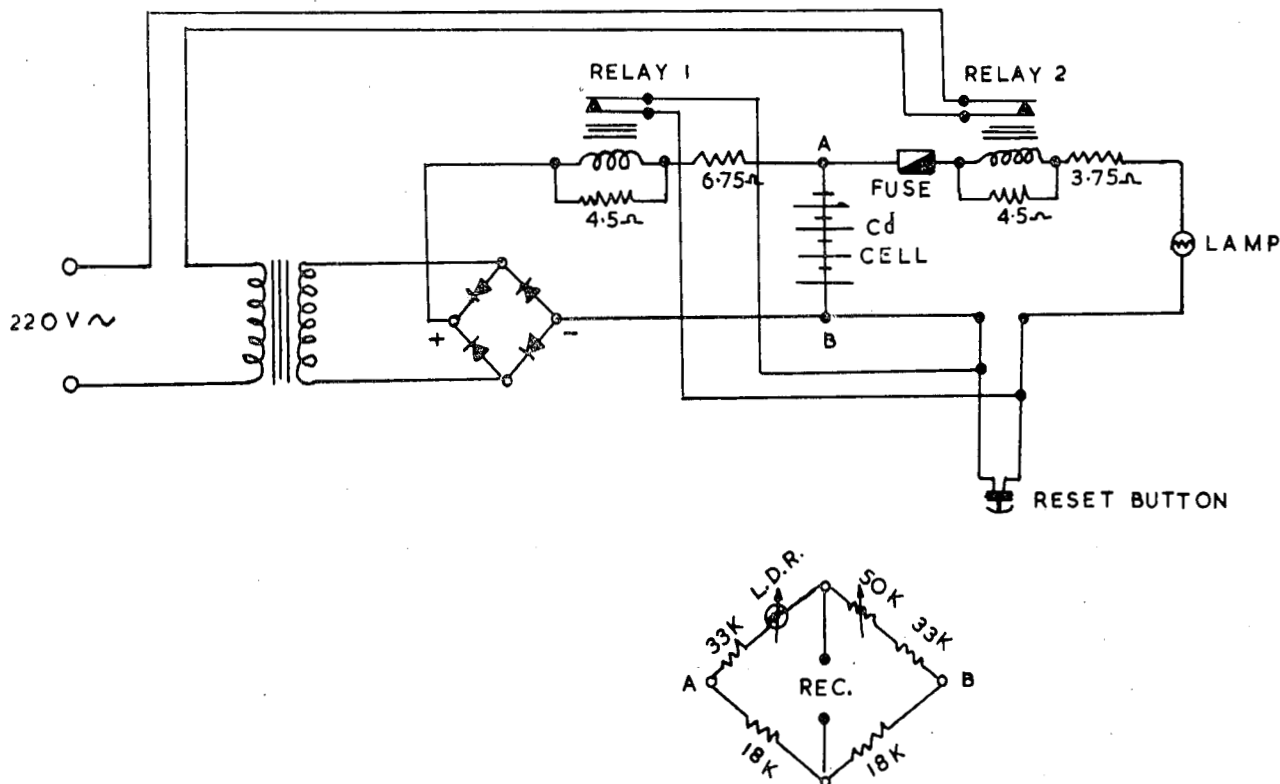 RELAY 1
RELAY 2
A
6.75Ω
FUSE
3.75Ω
4.5Ω
4.5Ω
Cd
CELL
LAMP
220V~
+
-
B
RESET BUTTON
L.D.R.
50K
33K
33K
A
REC.
B
18K
18K